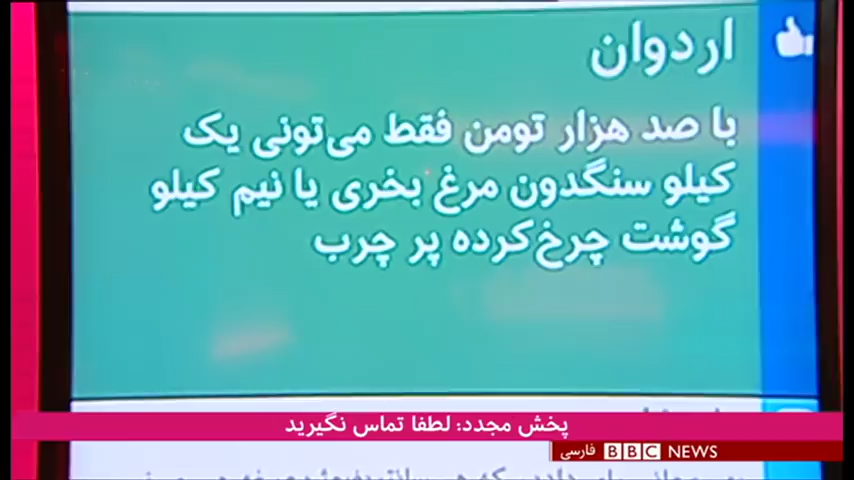 اردوان
با صد هزار تومن فقط می‌تونی یک
کیلو سنگدون مرغ بخری یا نیم کیلو
گوشت چرخ‌کرده پر چرب
پخش مجدد: لطفا تماس نگیرید
BBC NEWS فارسی